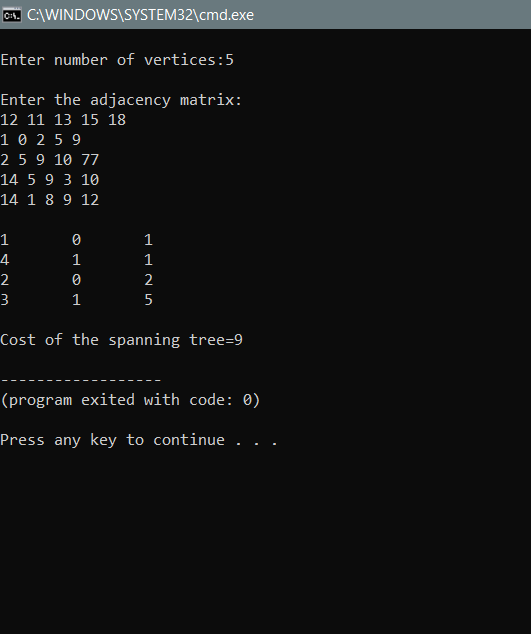 C:\WINDOWS\SYSTEM32\cmd.exe
Enter number of vertices:5
Enter the adjacency matrix:
12 11 13 15 18
1 0 2 5 9
2 5 9 10 77
14 5 9 3 10
14 1 8 9 12
1 0 1
4 1 1
2 0 2
3 1 5
Cost of the spanning tree=9
------------------
(program exited with code: 0)
Press any key to continue . . .